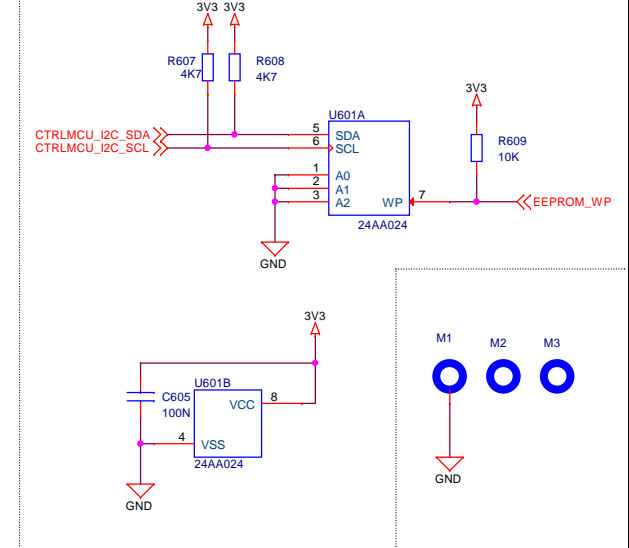 3V3 3V3
R607
4K7
R608
4K7
3V3
CTRLMCU_I2C_SDA
CTRLMCU_I2C_SCL
U601A
5
6
1
2
3
SDA
SCL
A0
A1
A2
WP
7
24AA024
R609
10K
EEPROM_WP
GND
3V3
M1
M2
M3
C605
100N
U601B
VCC
8
4
VSS
24AA024
GND
GND